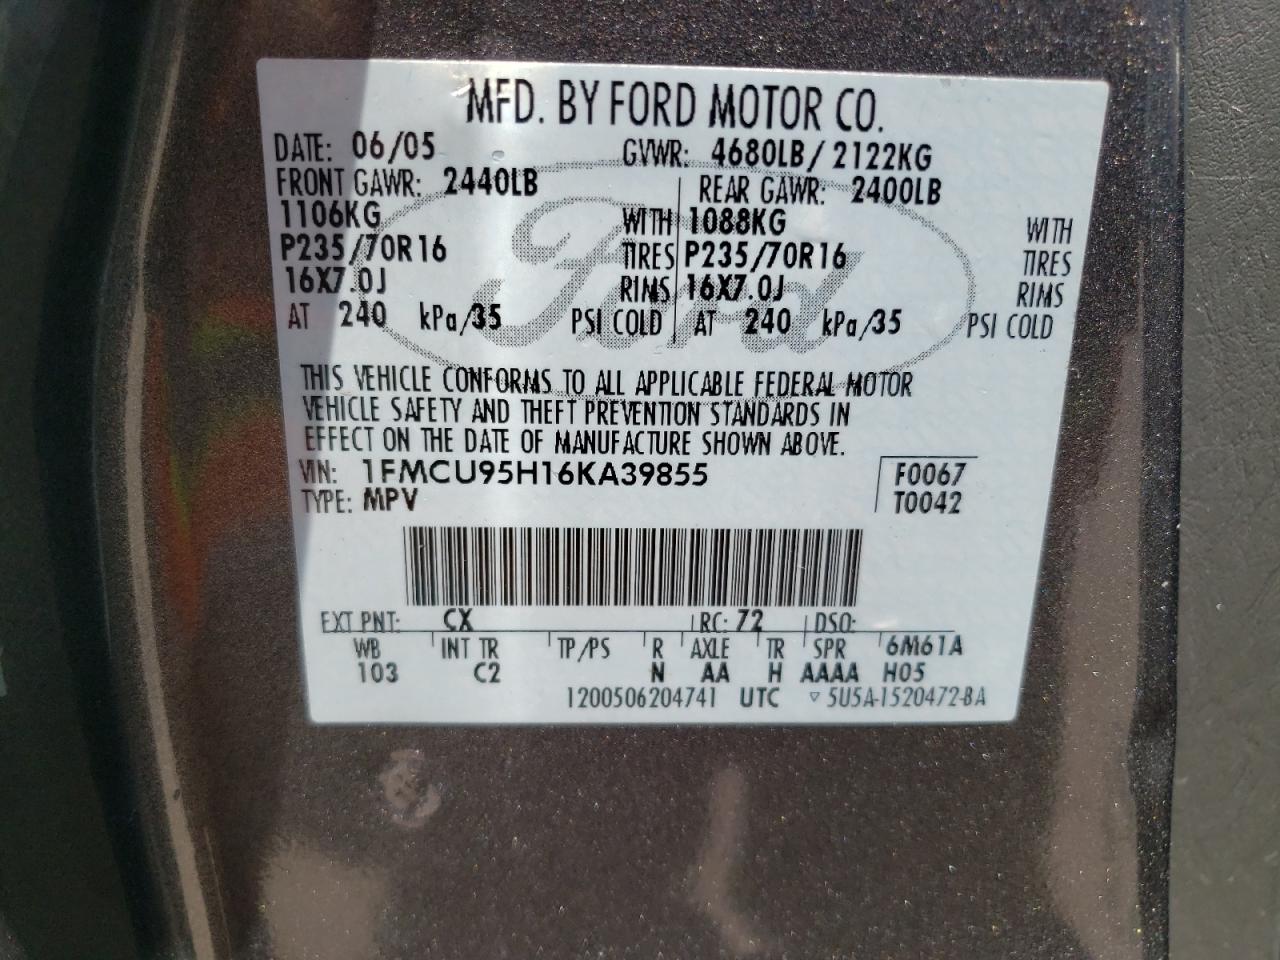 MFD. BY FORD MOTOR CO.
DATE: 06/05 GVWR: 4680LB/2122KG
FRONT GAWR: 2440LB REAR GAWR: 2400LB
1106KG WITH 1088KG WITH
P235/70R16 TIRES P235/70R16 TIRES
16X7.0J RIMS 16X7.0J RIMS
AT 240 kPa/35 PSI COLD AT 240 kPa/35 PSI COLD
Ford
THIS VEHICLE CONFORMS TO ALL APPLICABLE FEDERAL MOTOR
VEHICLE SAFETY AND THEFT PREVENTION STANDARDS IN
EFFECT ON THE DATE OF MANUFACTURE SHOWN ABOVE.
VIN: 1FMCU95H16KA39855 F0067
TYPE: MPV T0042
EXT PNT: CX RC: 72 DSO:
WB INT TR TP/PS R AXLE TR SPR 6M61A
103 C2 N AA H AAAA H05
1200506204741 UTC ▿ 5U5A-1520472-BA